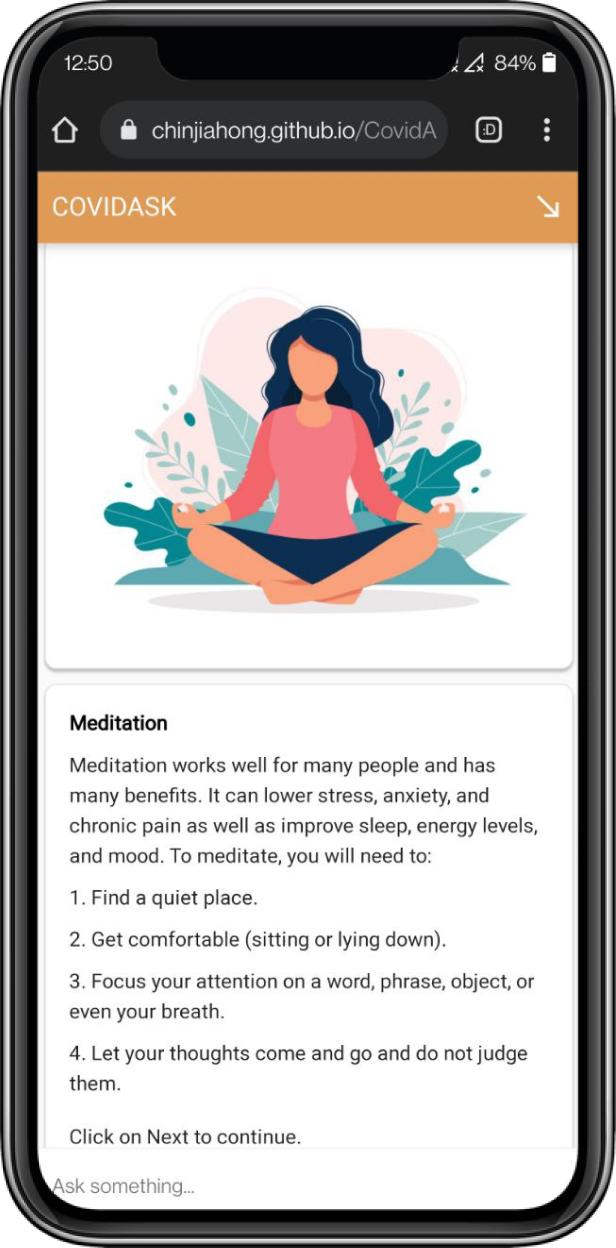 12:50
84%
chinjiahong.github.io/CovidA
:D
COVIDASK
Meditation
Meditation works well for many people and has
many benefits. It can lower stress, anxiety, and
chronic pain as well as improve sleep, energy levels,
and mood. To meditate, you will need to:
1. Find a quiet place.
2. Get comfortable (sitting or lying down).
3. Focus your attention on a word, phrase, object, or
even your breath.
4. Let your thoughts come and go and do not judge
them.
Click on Next to continue.
Ask something...